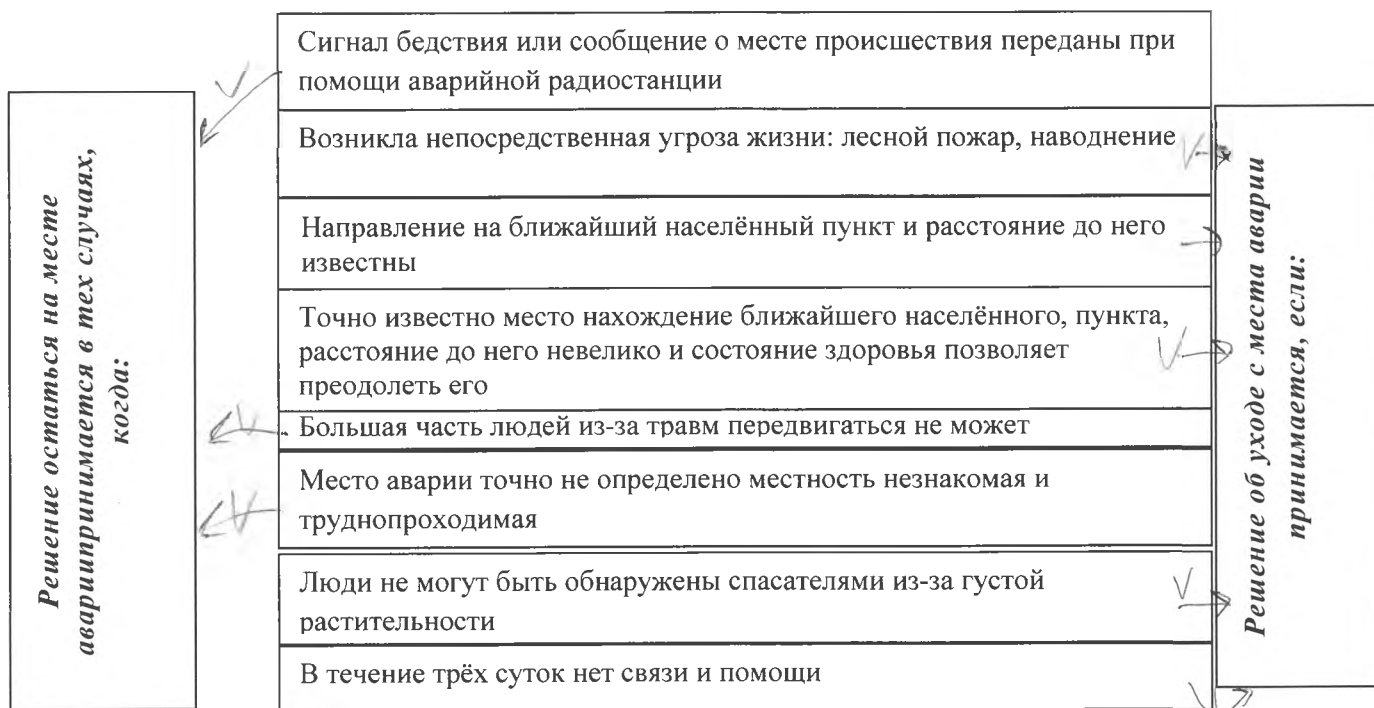 Решение остаться на месте
авариипринимается в тех случаях,
когда:
Сигнал бедствия или сообщение о месте происшествия переданы при
помощи аварийной радиостанции
Возникла непосредственная угроза жизни: лесной пожар, наводнение
Направление на ближайший населённый пункт и расстояние до него
известны
Точно известно место нахождение ближайшего населённого, пункта,
расстояние до него невелико и состояние здоровья позволяет
преодолеть его
Большая часть людей из-за травм передвигаться не может
Место аварии точно не определено местность незнакомая и
труднопроходимая
Люди не могут быть обнаружены спасателями из-за густой
растительности
В течение трёх суток нет связи и помощи
Решение об уходе с места аварии
принимается, если: